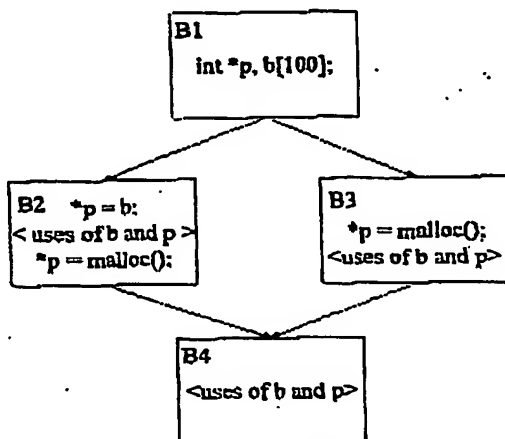 B1
int *p, b[100];
B2 *p = b;
< uses of b and p >
*p = malloc();
B3
*p = malloc();
<uses of b and p>
B4
<uses of b and p>